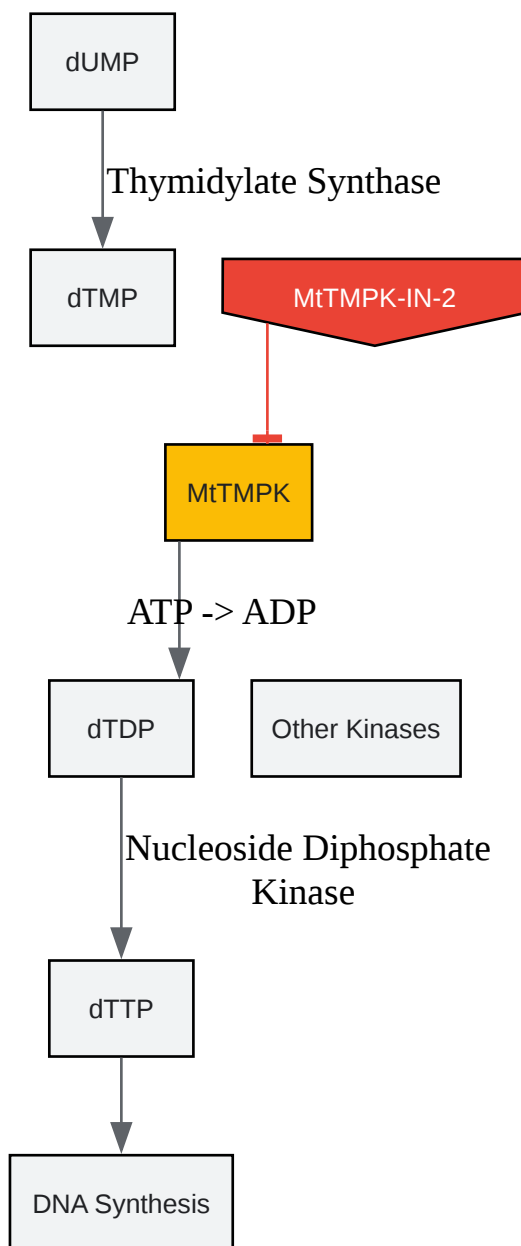 dUMP
Thymidylate Synthase
dTMP
MtTMPK-IN-2
MtTMPK
ATP -> ADP
dTDP
Other Kinases
Nucleoside Diphosphate
Kinase
dTTP
DNA Synthesis